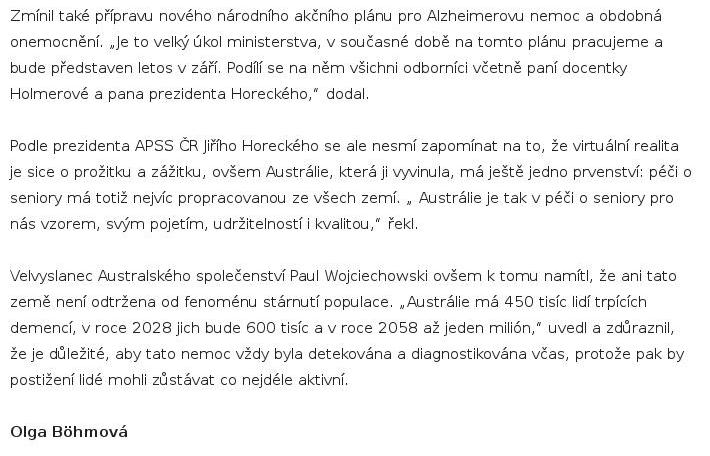 Zmínil také přípravu nového národního akčního plánu pro Alzheimerovu nemoc a obdobná
onemocnění. „Je to velký úkol ministerstva, v současné době na tomto plánu pracujeme a
bude představen letos v září. Podílí se na něm všichni odborníci včetně paní docentky
Holmerové a pana prezidenta Horeckého,“ dodal.

Podle prezidenta APSS ČR Jiřího Horeckého se ale nesmí zapomínat na to, že virtuální realita
je sice o prožitku a zážitku, ovšem Austrálie, která ji vyvinula, má ještě jedno prvenství: péči o
seniory má totiž nejvíc propracovanou ze všech zemí. „ Austrálie je tak v péči o seniory pro
nás vzorem, svým pojetím, udržitelností i kvalitou,“ řekl.

Velvyslanec Australského společenství Paul Wojciechowski ovšem k tomu namítl, že ani tato
země není odtržena od fenoménu stárnutí populace. „Austrálie má 450 tisíc lidí trpících
demencí, v roce 2028 jich bude 600 tisíc a v roce 2058 až jeden milión,“ uvedl a zdůraznil,
že je důležité, aby tato nemoc vždy byla detekována a diagnostikována včas, protože pak by
postižení lidé mohli zůstávat co nejdéle aktivní.

Olga Böhmová